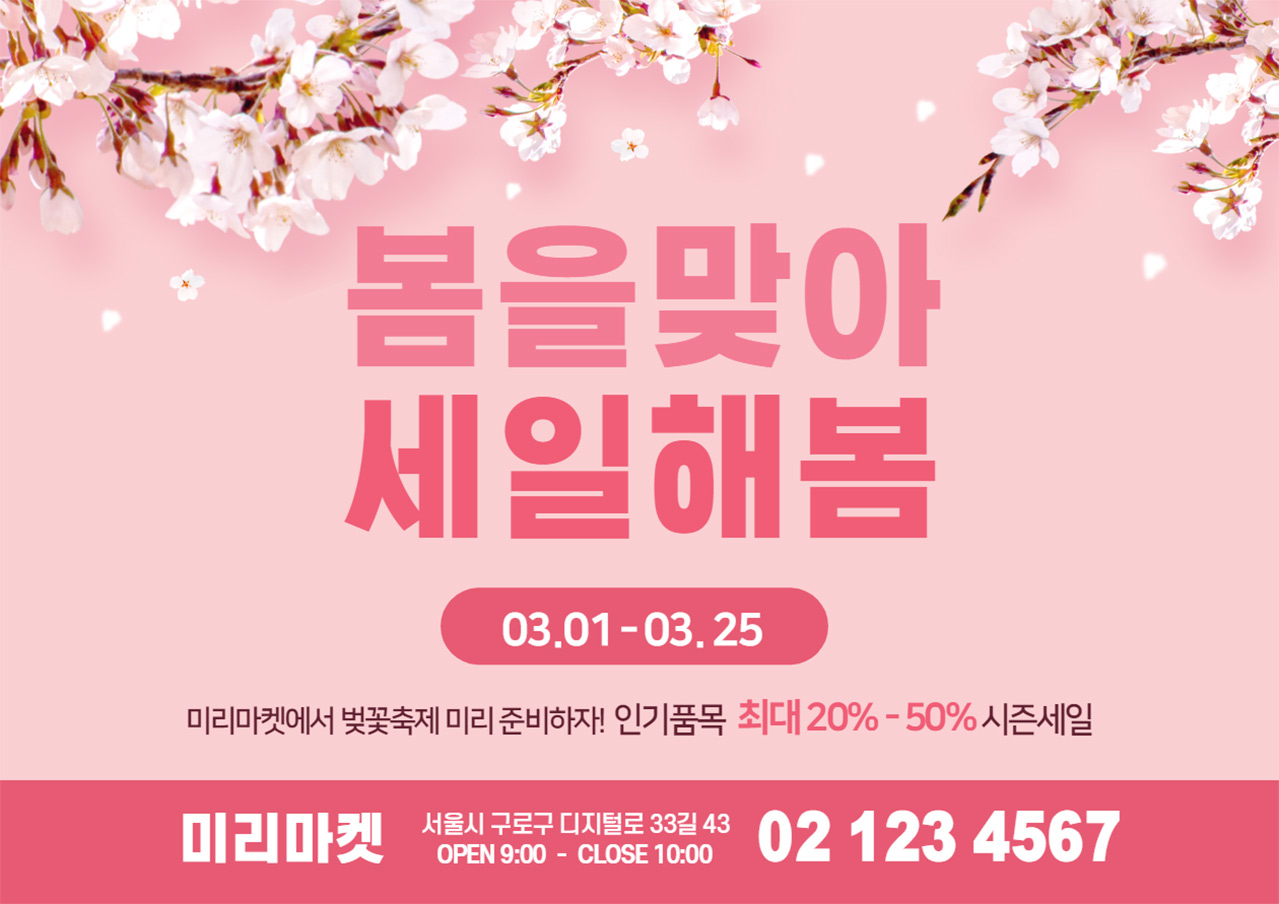 봄을맞아
세일해봄
03.01 - 03. 25
미리마켓에서 벚꽃축제 미리 준비하자! 인기품목 최대 20% - 50% 시즌세일
미리마켓
서울시 구로구 디지털로 33길 43
OPEN 9:00 - CLOSE 10:00
02 123 4567